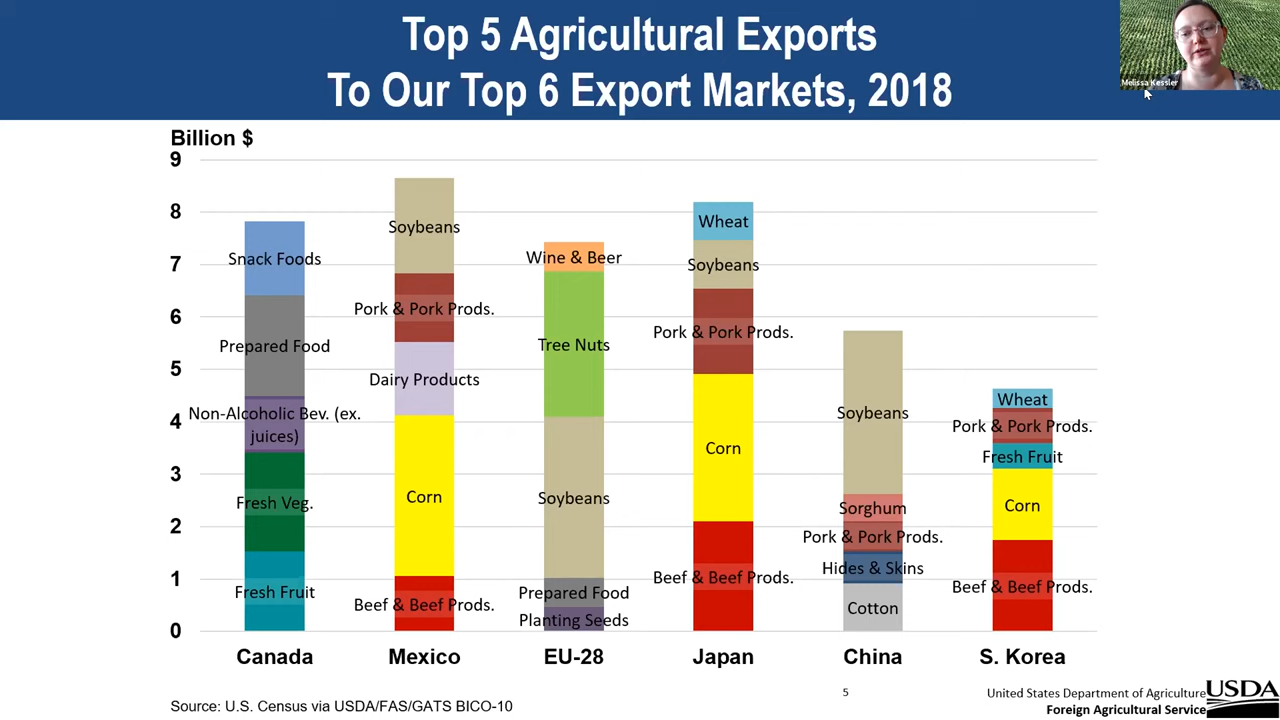 Top 5 Agricultural Exports
To Our Top 6 Export Markets, 2018
Melissa Kessler
Billion $
9
8
7
6
5
4
3
2
1
0
Snack Foods
Prepared Food
Non-Alcoholic Bev. (ex.
juices)
Fresh Veg.
Fresh Fruit
Soybeans
Pork & Pork Prods.
Dairy Products
Corn
Beef & Beef Prods.
Wine & Beer
Tree Nuts
Soybeans
Prepared Food
Planting Seeds
Wheat
Soybeans
Pork & Pork Prods.
Corn
Beef & Beef Prods.
Soybeans
Sorghum
Pork & Pork Prods.
Hides & Skins
Cotton
Wheat
Pork & Pork Prods.
Fresh Fruit
Corn
Beef & Beef Prods.
Canada
Mexico
EU-28
Japan
China
S. Korea
Source: U.S. Census via USDA/FAS/GATS BICO-10
5
United States Department of Agriculture
Foreign Agricultural Service
USDA